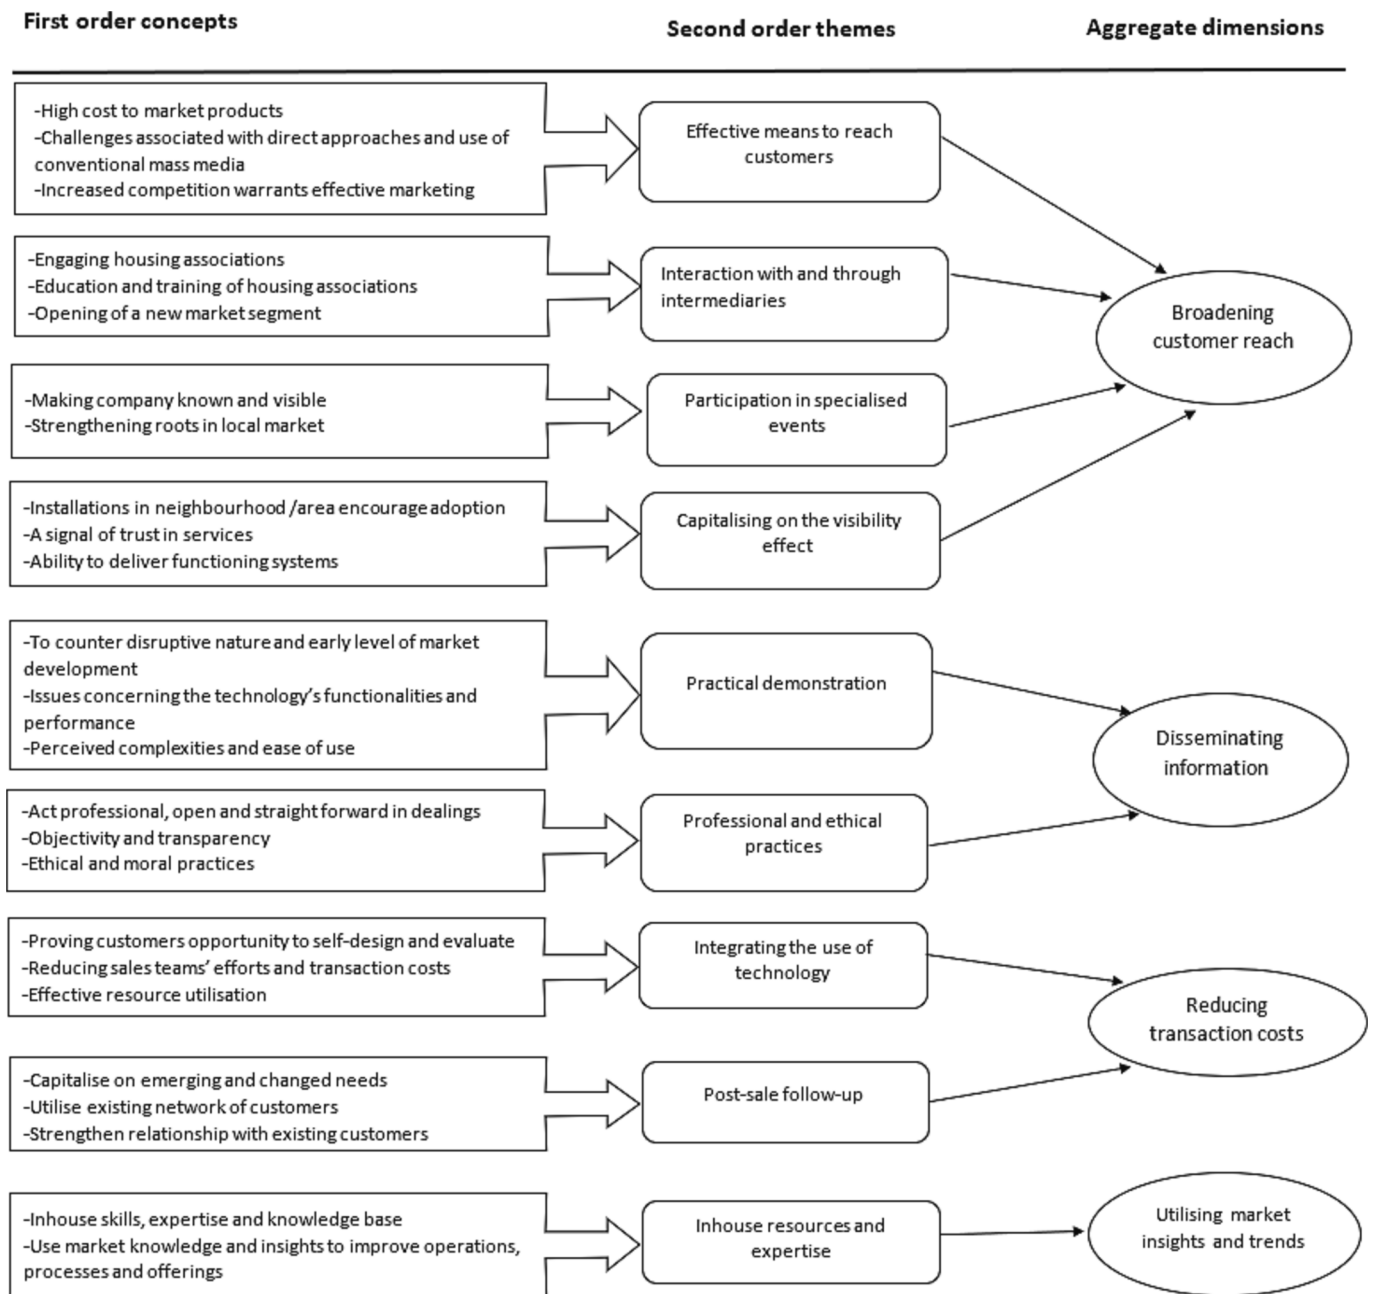 First order concepts
Second order themes
Aggregate dimensions
-High cost to market products
-Challenges associated with direct approaches and use of
conventional mass media
-Increased competition warrants effective marketing
Effective means to reach
customers
-Engaging housing associations
-Education and training of housing associations
-Opening of a new market segment
Interaction with and through
intermediaries
Broadening
customer reach
-Making company known and visible
-Strengthening roots in local market
Participation in specialised
events
-Installations in neighbourhood /area encourage adoption
-A signal of trust in services
-Ability to deliver functioning systems
Capitalising on the visibility
effect
-To counter disruptive nature and early level of market
development
-Issues concerning the technology's functionalities and
performance
-Perceived complexities and ease of use
Practical demonstration
Disseminating
information
-Act professional, open and straight forward in dealings
-Objectivity and transparency
-Ethical and moral practices
Professional and ethical
practices
-Proving customers opportunity to self-design and evaluate
-Reducing sales teams' efforts and transaction costs
-Effective resource utilisation
Integrating the use of
technology
Reducing
transaction costs
-Capitalise on emerging and changed needs
-Utilise existing network of customers
-Strengthen relationship with existing customers
Post-sale follow-up
-Inhouse skills, expertise and knowledge base
-Use market knowledge and insights to improve operations,
processes and offerings
Inhouse resources and
expertise
Utilising market
insights and trends